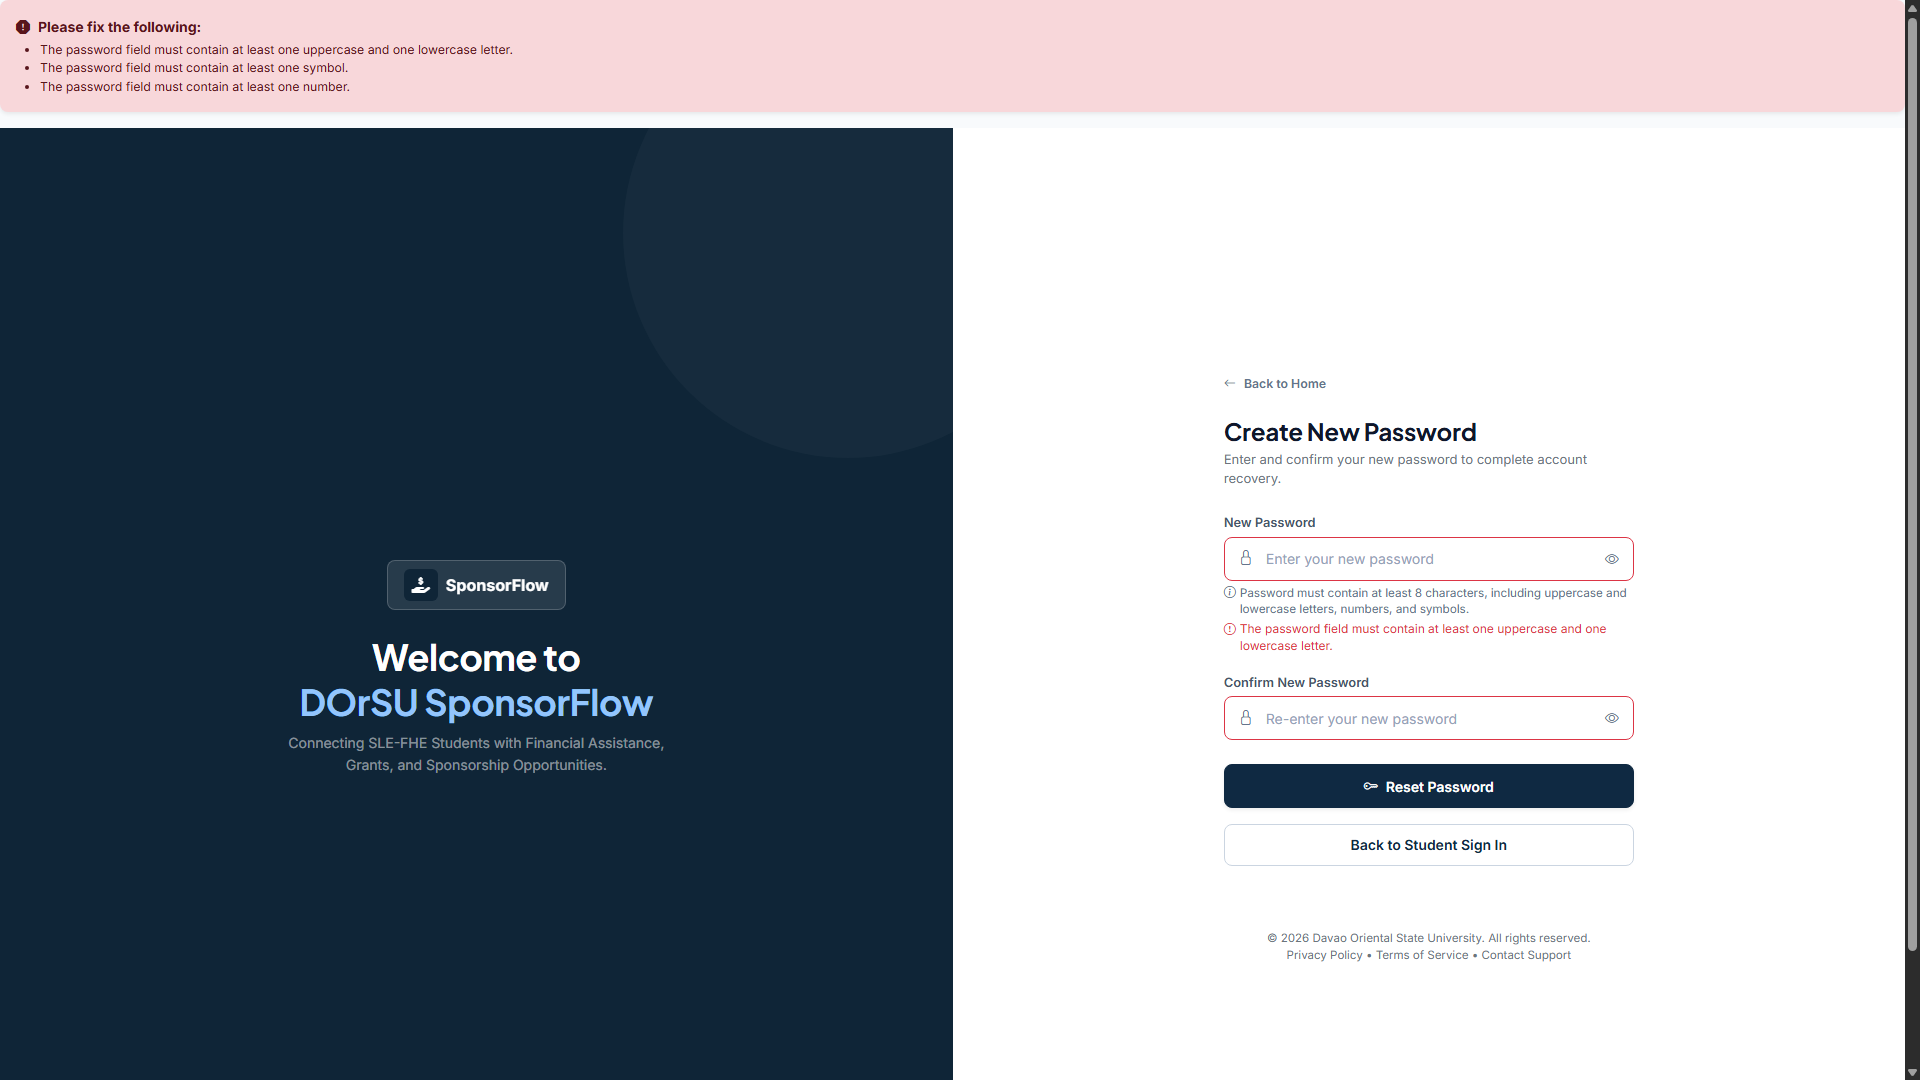 Please fix the following:
• The password field must contain at least one uppercase and one lowercase letter.
• The password field must contain at least one symbol.
• The password field must contain at least one number.
SponsorFlow
Welcome to
DOrSU SponsorFlow
Connecting SLE-FHE Students with Financial Assistance,
Grants, and Sponsorship Opportunities.
← Back to Home
Create New Password
Enter and confirm your new password to complete account
recovery.
New Password
Enter your new password
Password must contain at least 8 characters, including uppercase and
lowercase letters, numbers, and symbols.
The password field must contain at least one uppercase and one
lowercase letter.
Confirm New Password
Re-enter your new password
Reset Password
Back to Student Sign In
© 2026 Davao Oriental State University. All rights reserved.
Privacy Policy • Terms of Service • Contact Support